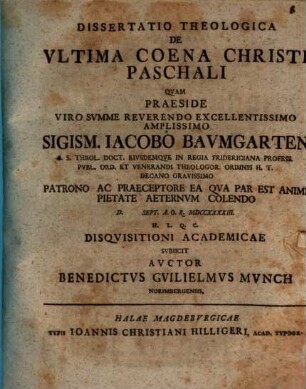 DISSERTATIO THEOLOGICA
DE
VLTIMA COENA CHRISTI
PASCHALI
QVAM
PRAESIDE
VIRO SVMME REVERENDO EXCELLENTISSIMO
AMPLISSIMO
SIGISM. IACOBO BAVMGARTEN
S. S. THEOL. DOCT. EIVSDEMQVE IN REGIA FRIDERICIANA PROFESS.
PVBL. ORD. ET VENERANDI THEOLOGOR. ORDINIS H. T.
DECANO GRAVISSIMO
PATRONO AC PRAECEPTORE EA QVA PAR EST ANIMI
PIETATE AETERNVM COLENDO
D. SEPT. A. O. R. MDCCXXXXIII.
H. L. Q. C.
DISQVISITIONI ACADEMICAE
SVBIICIT
AVCTOR
BENEDICTVS GVILIELMVS MVNCH
NORIMBERGENSIS,
HALAE MAGDEBVRGICAE
TYPIS IOANNIS CHRISTIANI HILLIGERI, ACAD. TYPOGR.